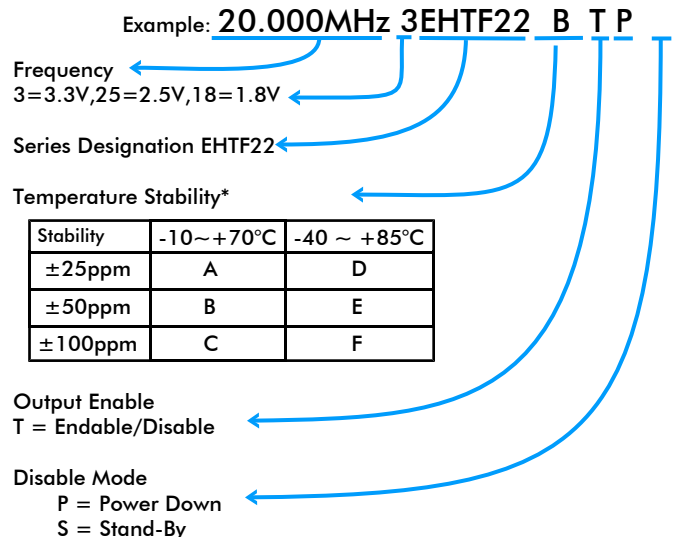 Example: 20.000MHz 3EHTF22 B T P
Frequency
3=3.3V,25=2.5V,18=1.8V
Series Designation EHTF22
Temperature Stability*
Stability -10~+70°C -40 ~ +85°C
±25ppm A D
±50ppm B E
±100ppm C F
Output Enable
T = Endable/Disable
Disable Mode
P = Power Down
S = Stand-By